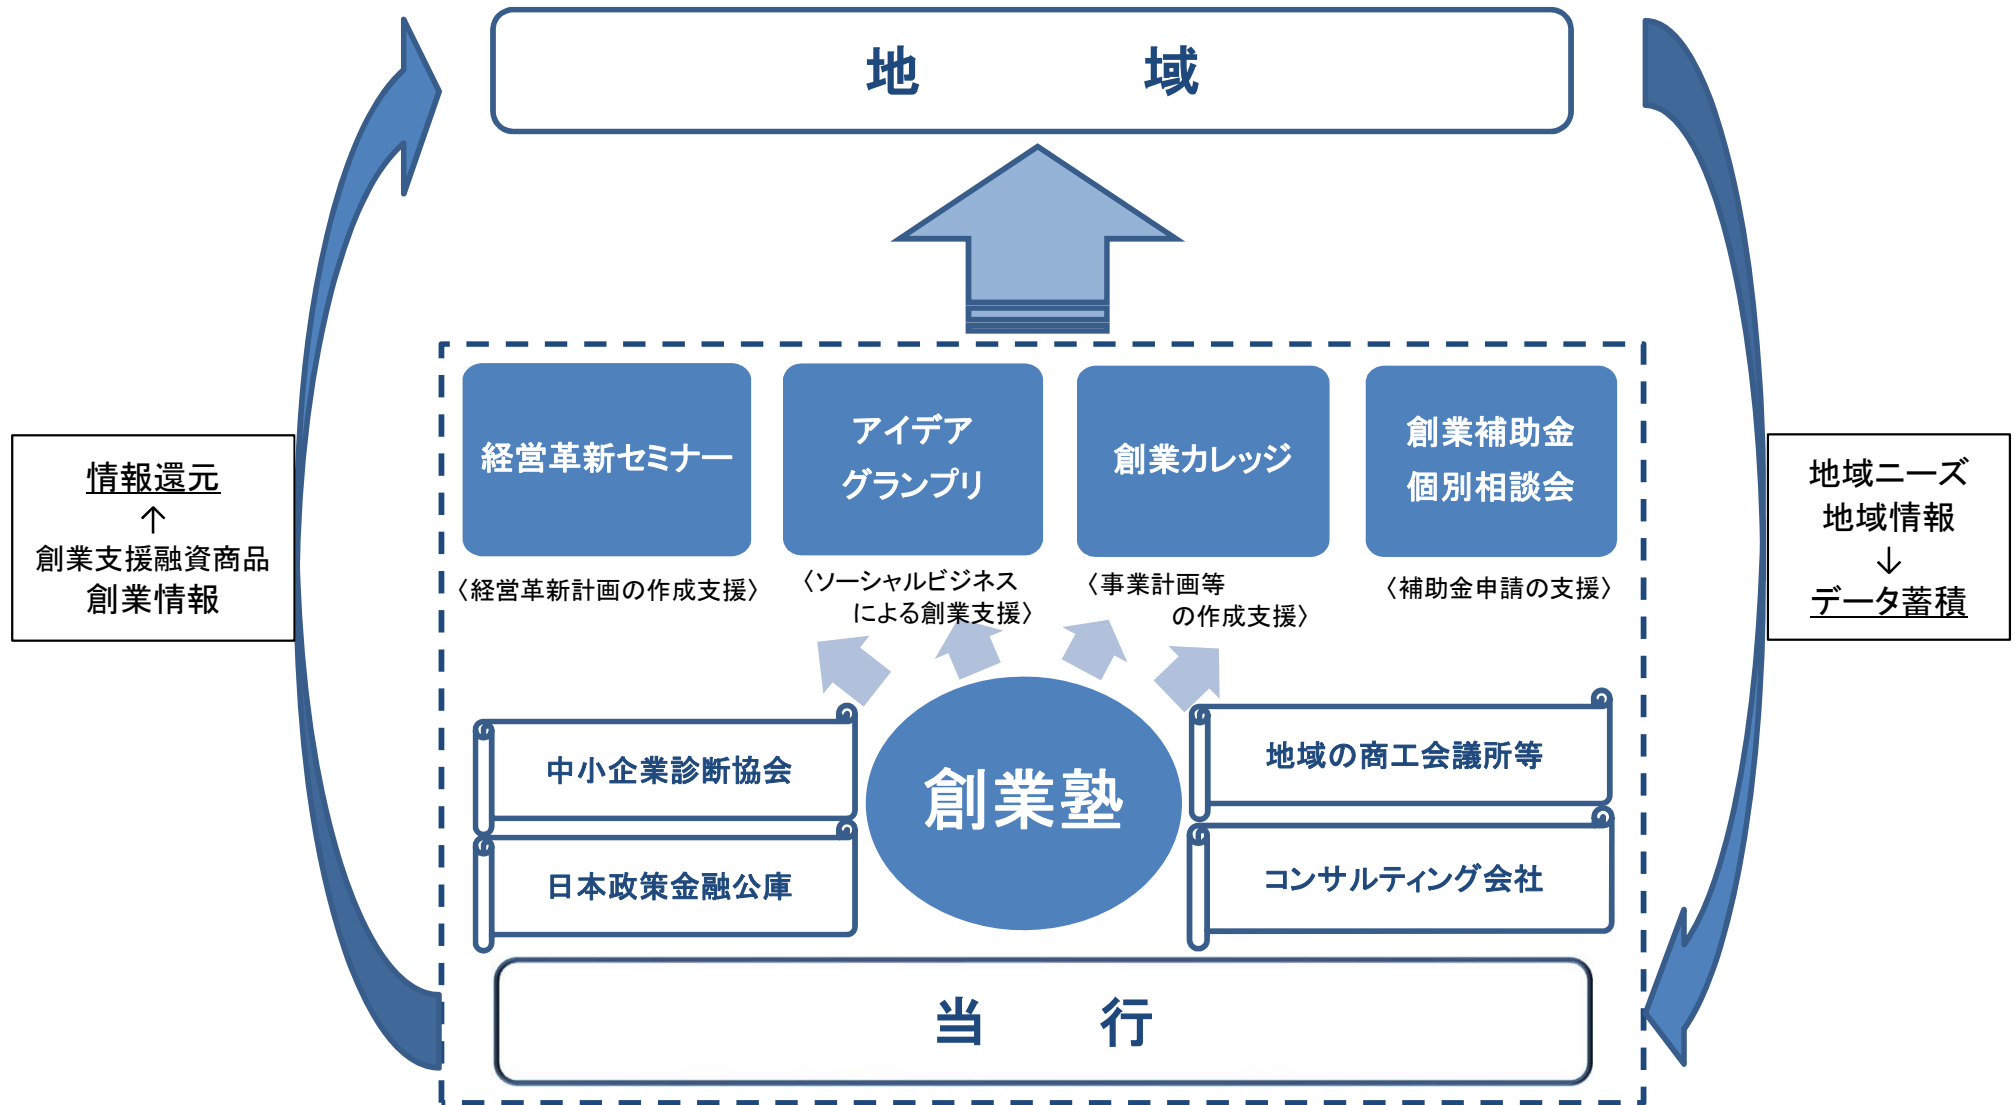 地 域
経営革新セミナー
アイデア
グランプリ
創業カレッジ
創業補助金
個別相談会
〈経営革新計画の作成支援〉
〈ソーシャルビジネス
による創業支援〉
〈事業計画等
の作成支援〉
〈補助金申請の支援〉
情報還元
↑
創業支援融資商品
創業情報
地域ニーズ
地域情報
↓
データ蓄積
中小企業診断協会
日本政策金融公庫
創業塾
地域の商工会議所等
コンサルティング会社
当 行